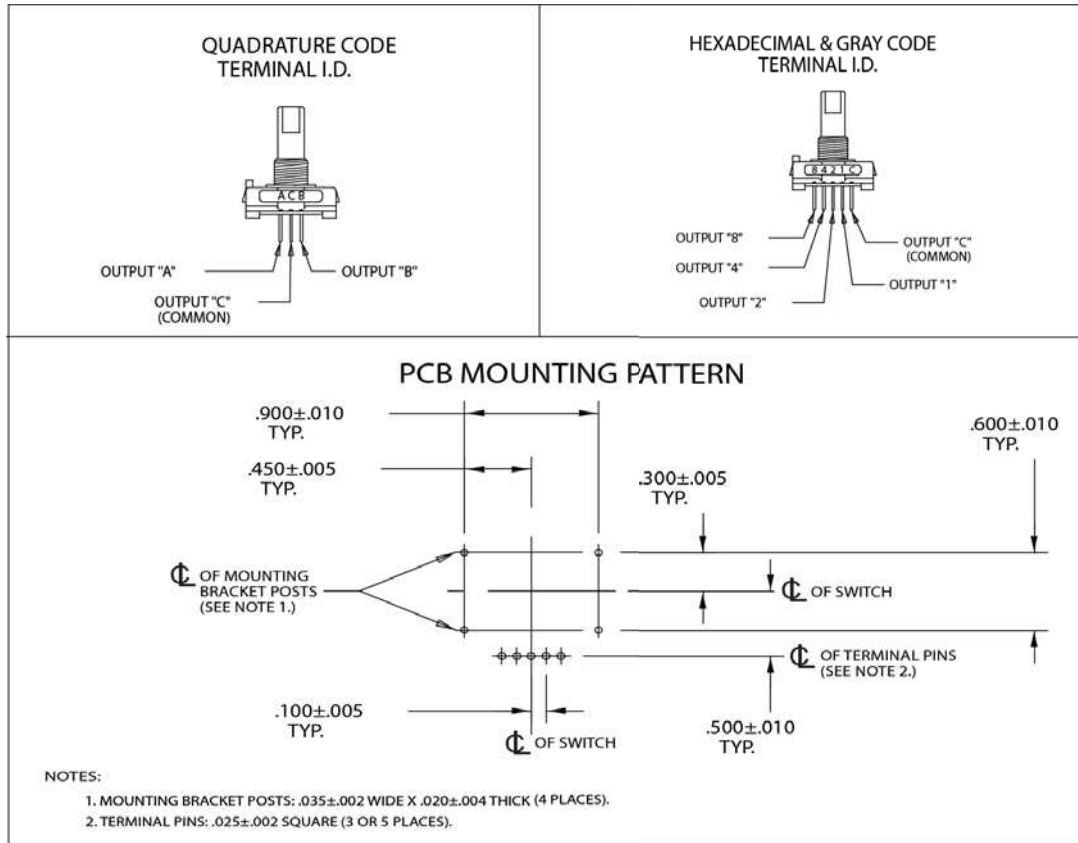 QUADRATURE CODE
TERMINAL I.D.
A C B
OUTPUT "A"
OUTPUT "B"
OUTPUT "C"
(COMMON)
HEXADECIMAL & GRAY CODE
TERMINAL I.D.
8 4 2 1 C
OUTPUT "8"
OUTPUT "C"
(COMMON)
OUTPUT "4"
OUTPUT "1"
OUTPUT "2"
PCB MOUNTING PATTERN
.900±.010
TYP.
.600±.010
TYP.
.450±.005
TYP.
.300±.005
TYP.
℄ OF MOUNTING
BRACKET POSTS
(SEE NOTE 1.)
℄ OF SWITCH
℄ OF TERMINAL PINS
(SEE NOTE 2.)
.100±.005
TYP.
.500±.010
TYP.
℄ OF SWITCH
NOTES:
1. MOUNTING BRACKET POSTS: .035±.002 WIDE X .020±.004 THICK (4 PLACES).
2. TERMINAL PINS: .025±.002 SQUARE (3 OR 5 PLACES).